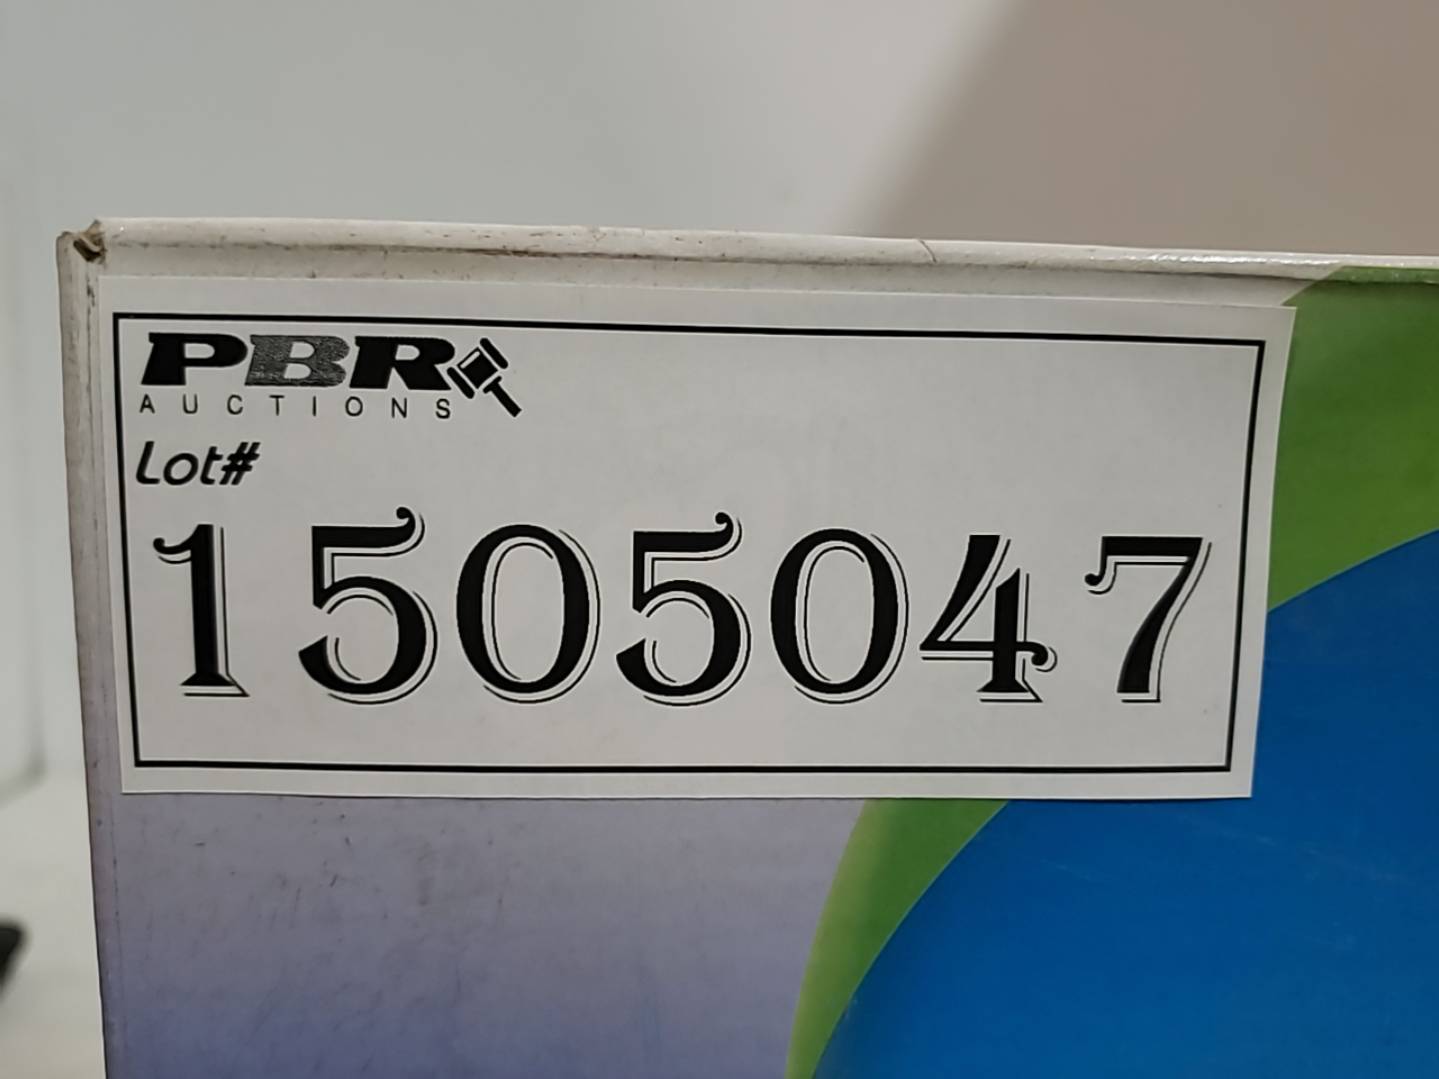 PBR
AUCTIONS
Lot#
1505047